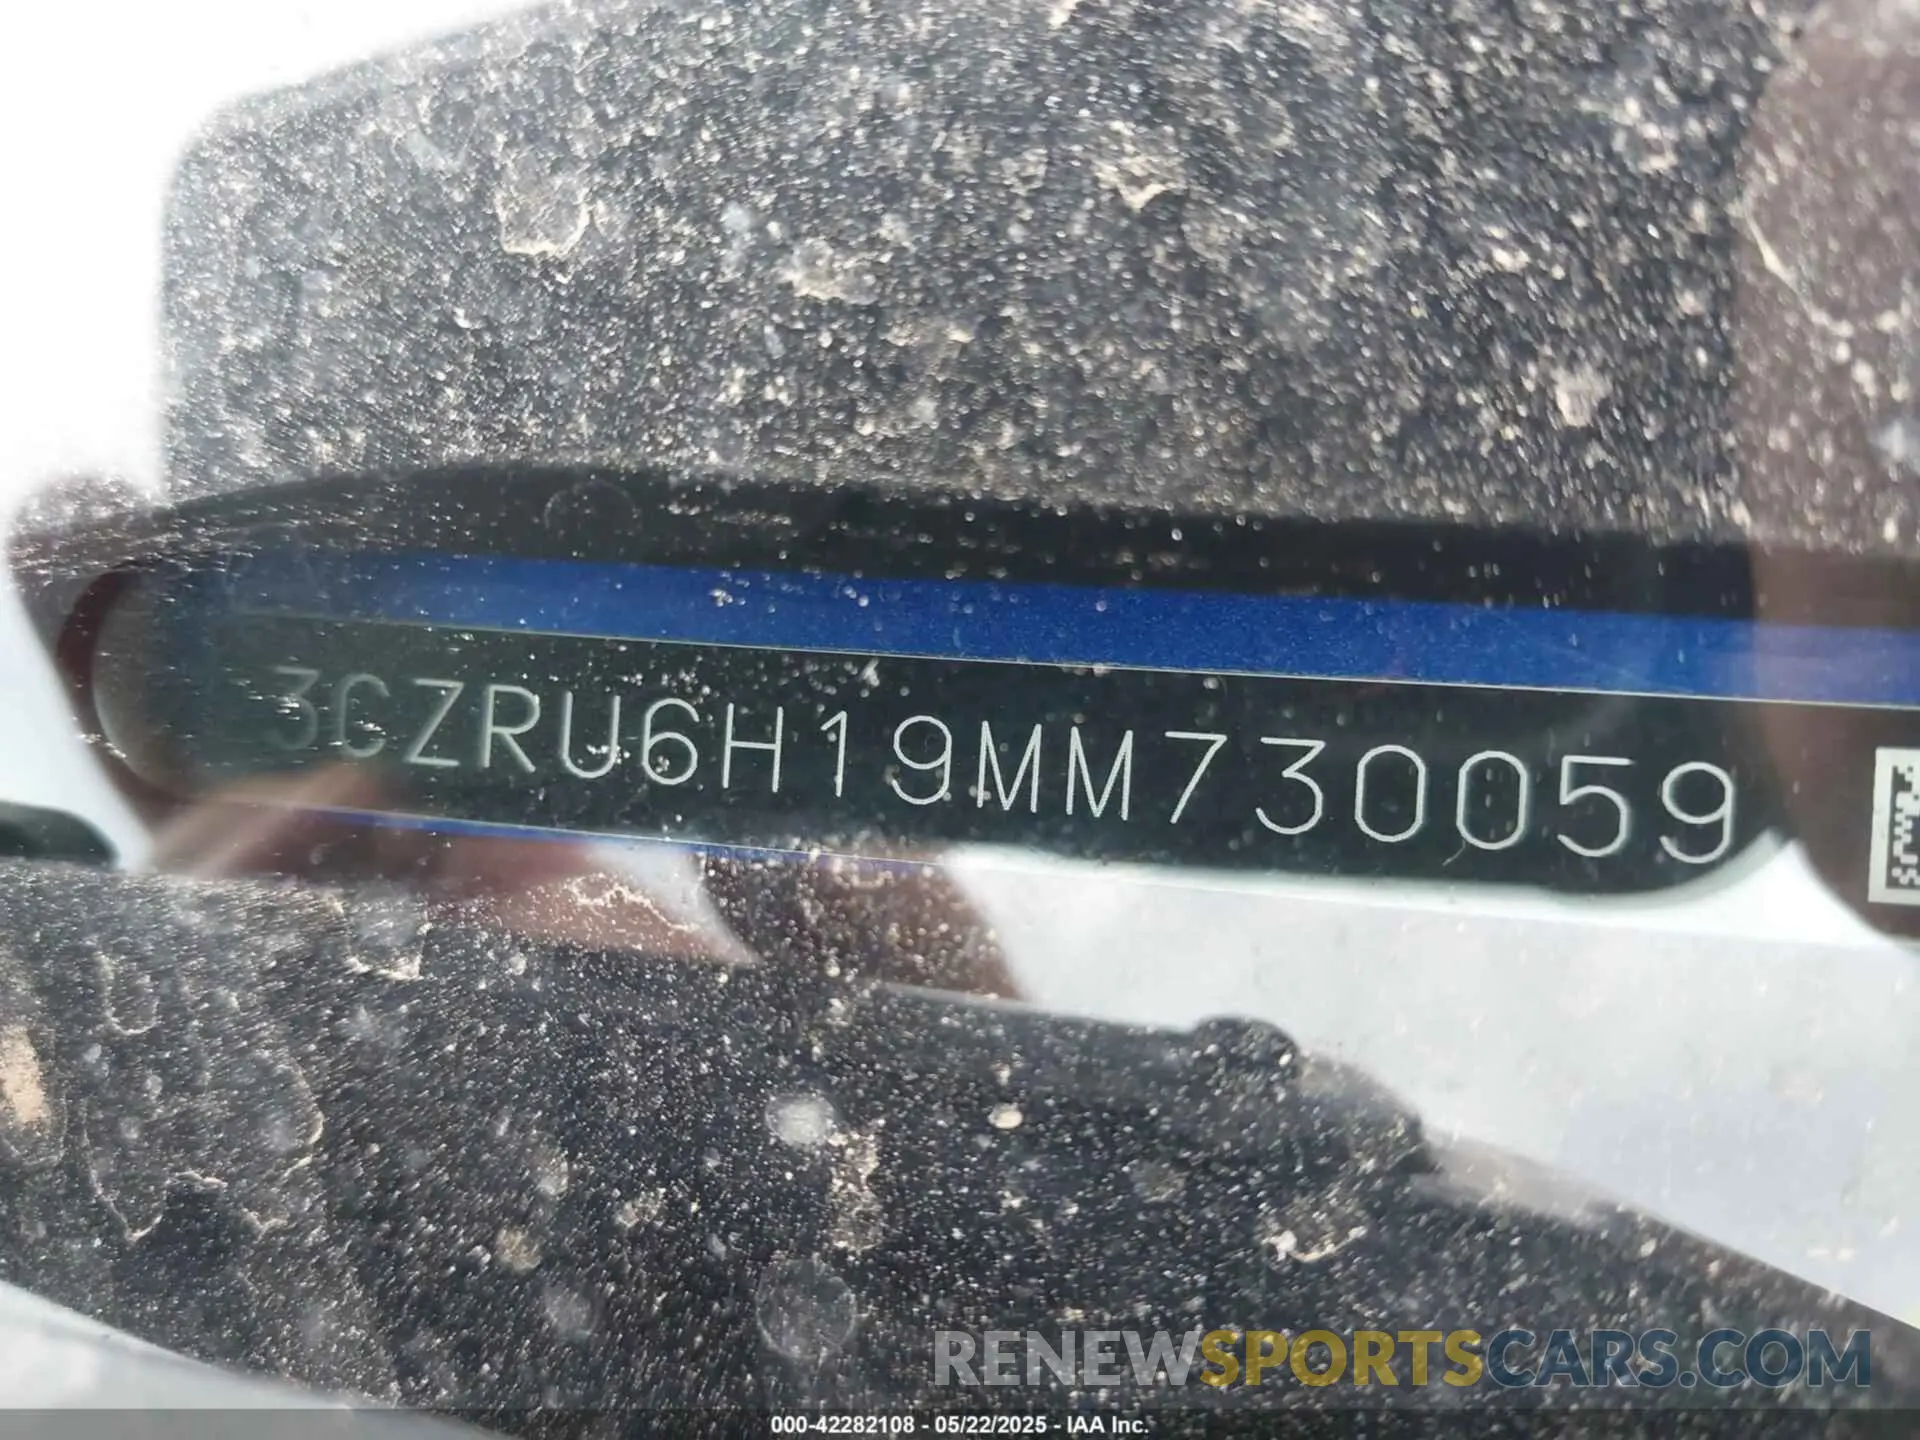 3CZRU6H19MM730059
RENEWSPORTSCARS.COM
000-42282108 - 05/22/2025 - IAA Inc.